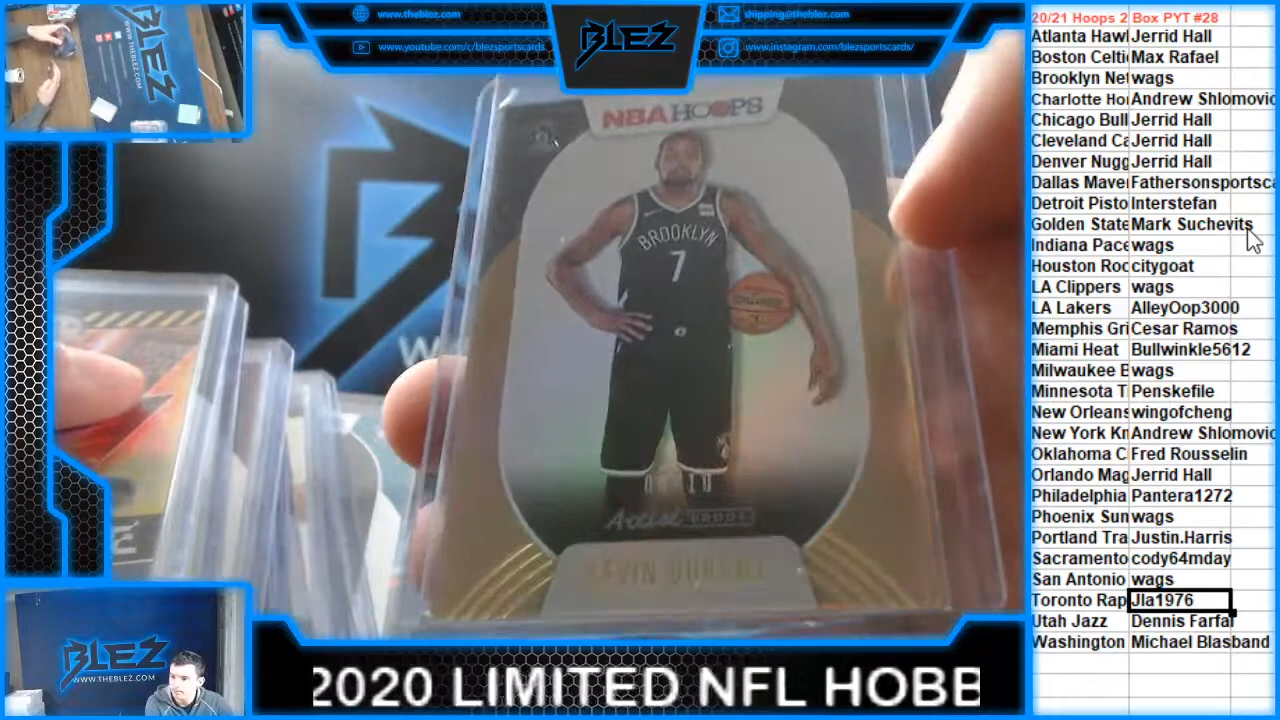 www.theblez.com
shipping@theblez.com
www.youtube.com/c/blezsportscards
www.instagram.com/blezsportscards/
BLEZ
NBA HOOPS
BROOKLYN
7
Artist PROOF
KEVIN DURANT
BLEZ
WWW.THEBLEZ.COM
BLEZ
WWW.THEBLEZ.COM
2020 LIMITED NFL HOBB
20/21 Hoops 2 Box PYT #28
Atlanta Hawl Jerrid Hall
Boston Celti Max Rafael
Brooklyn Net wags
Charlotte Ho Andrew Shlomovic
Chicago Bull Jerrid Hall
Cleveland Ca Jerrid Hall
Denver Nugg Jerrid Hall
Dallas Maver Fathersonsportsca
Detroit Pisto Interstefan
Golden State Mark Suchevits
Indiana Pace wags
Houston Roc citygoat
LA Clippers wags
LA Lakers AlleyOop3000
Memphis Gri Cesar Ramos
Miami Heat Bullwinkle5612
Milwaukee B wags
Minnesota T Penskefile
New Orleans wingofcheng
New York Kn Andrew Shlomovic
Oklahoma C Fred Rousselin
Orlando Mag Jerrid Hall
Philadelphia Pantera1272
Phoenix Sun wags
Portland Tra Justin.Harris
Sacramento cody64mday
San Antonio wags
Toronto Rap Jla1976
Utah Jazz Dennis Farfar
Washington Michael Blasband